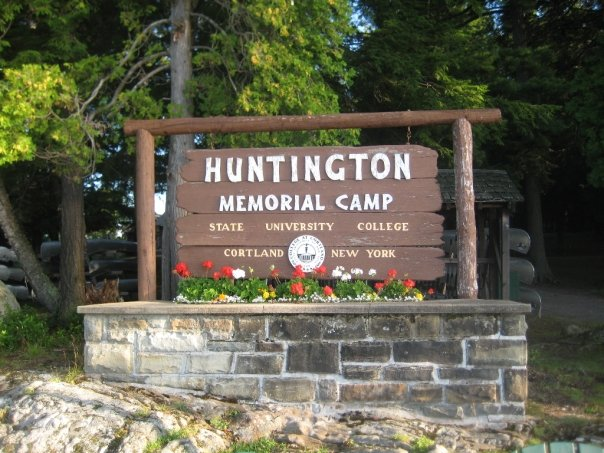 HUNTINGTON
MEMORIAL CAMP
STATE UNIVERSITY COLLEGE
CORTLAND NEW YORK